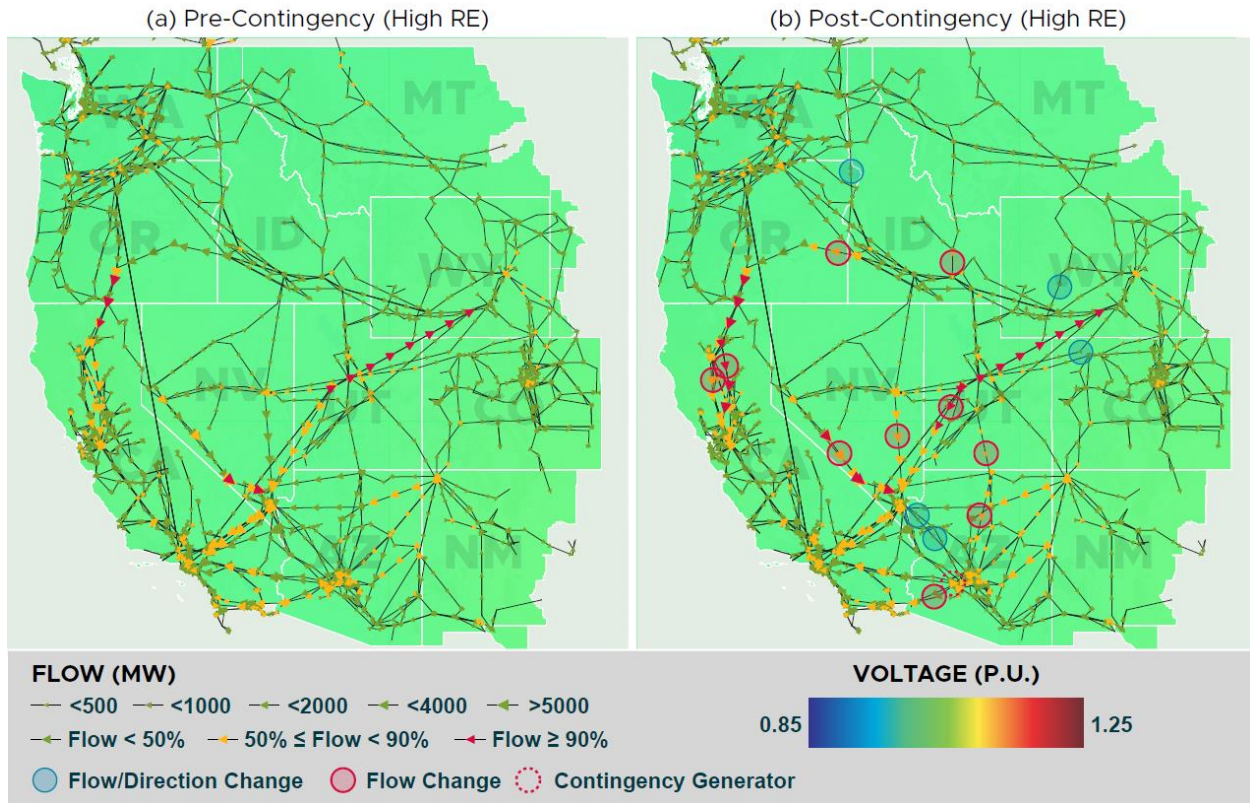 (a) Pre-Contingency (High RE)
(b) Post-Contingency (High RE)
WA
MT
OR
ID
WY
NV
UT
CO
CA
AZ
NM
WA
MT
OR
ID
WY
NV
UT
CO
CA
AZ
NM
FLOW (MW)
<500 <1000 <2000 <4000 >5000
Flow < 50% 50% ≤ Flow < 90% Flow ≥ 90%
Flow/Direction Change Flow Change Contingency Generator
VOLTAGE (P.U.)
0.85 1.25